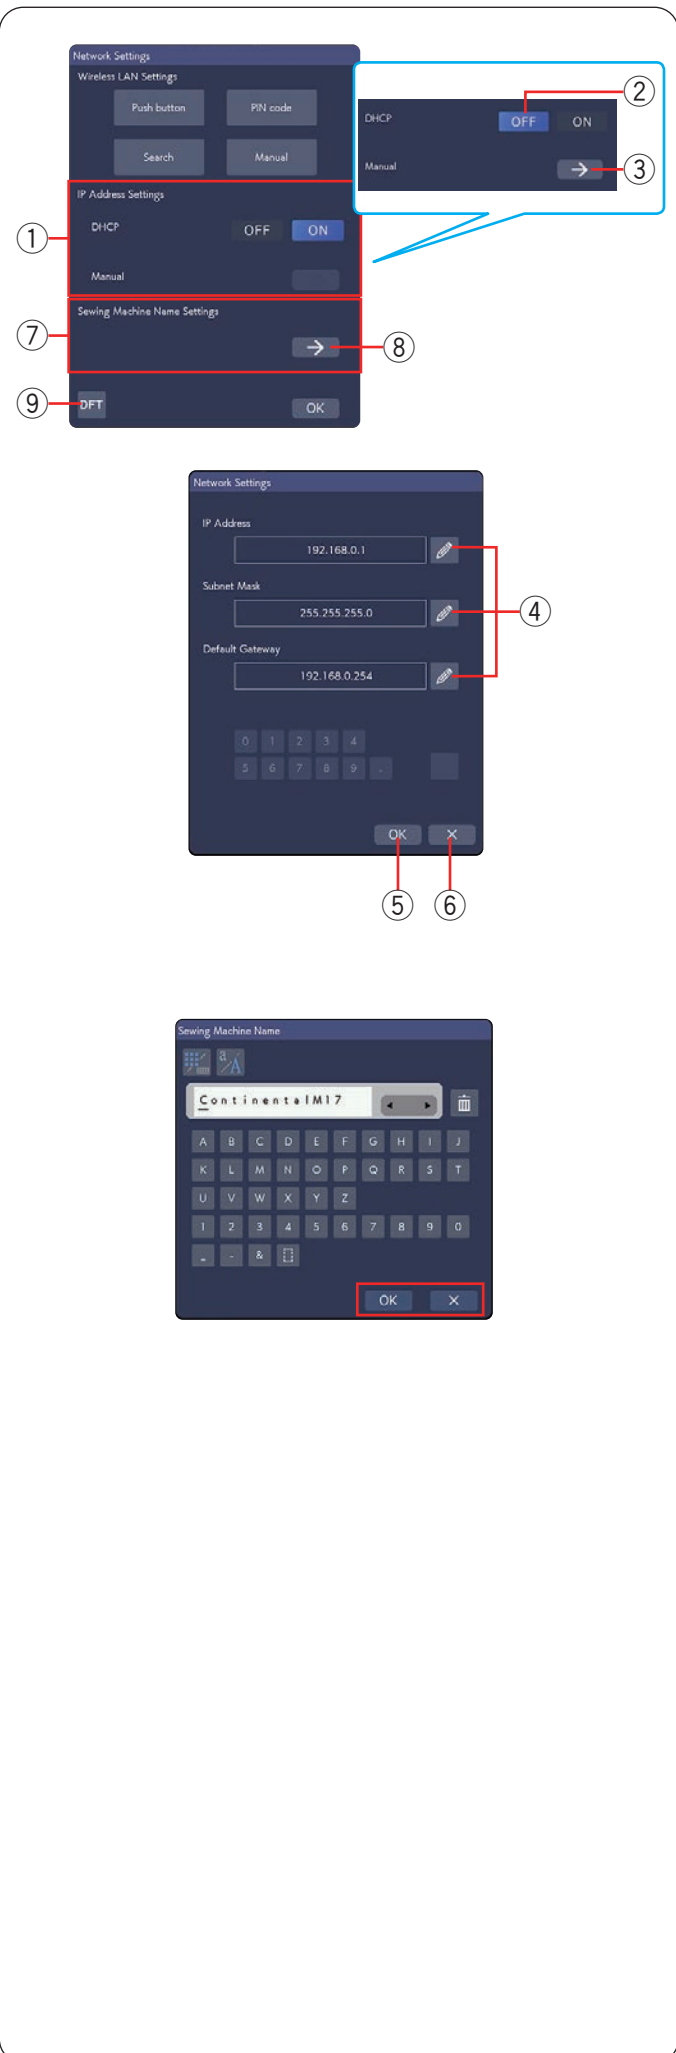 Network Settings
Wireless LAN Settings
Push button PIN code
Search Manual
IP Address Settings
DHCP OFF ON
Manual
Sewing Machine Name Settings
→
DFT OK
①
⑦
⑧
⑨
DHCP OFF ON
Manual →
②
③
Network Settings
IP Address
192.168.0.1
Subnet Mask
255.255.255.0
Default Gateway
192.168.0.254
④
0 1 2 3 4
5 6 7 8 9 .
OK ×
⑤ ⑥
Sewing Machine Name
a/A
ContinentalM17
A B C D E F G H I J
K L M N O P Q R S T
U V W X Y Z
1 2 3 4 5 6 7 8 9 0
_ - &
OK ×